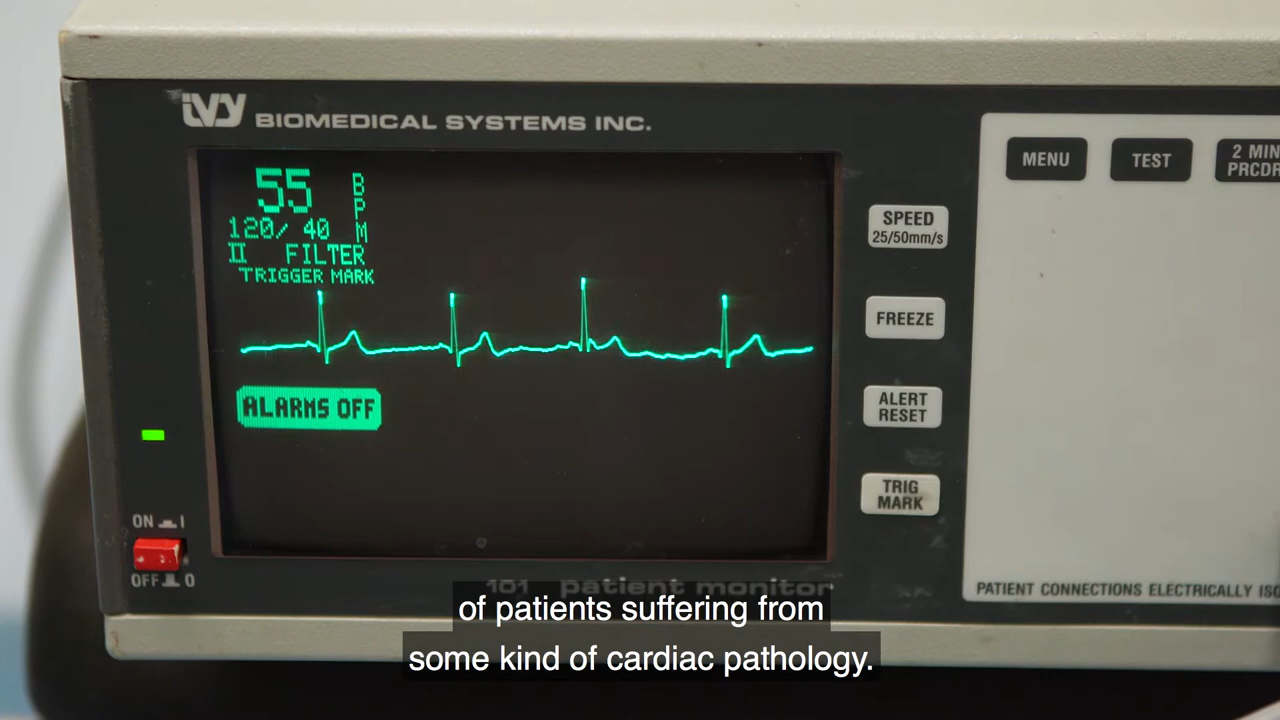 ivy BIOMEDICAL SYSTEMS INC.
55 BPM
120/ 40
II FILTER
TRIGGER MARK
ALARMS OFF
ON I
OFF O
MENU
TEST
2 MIN
PRCDR
SPEED
25/50mm/s
FREEZE
ALERT
RESET
TRIG
MARK
101 patient monitor
PATIENT CONNECTIONS ELECTRICALLY
of patients suffering from
some kind of cardiac pathology.